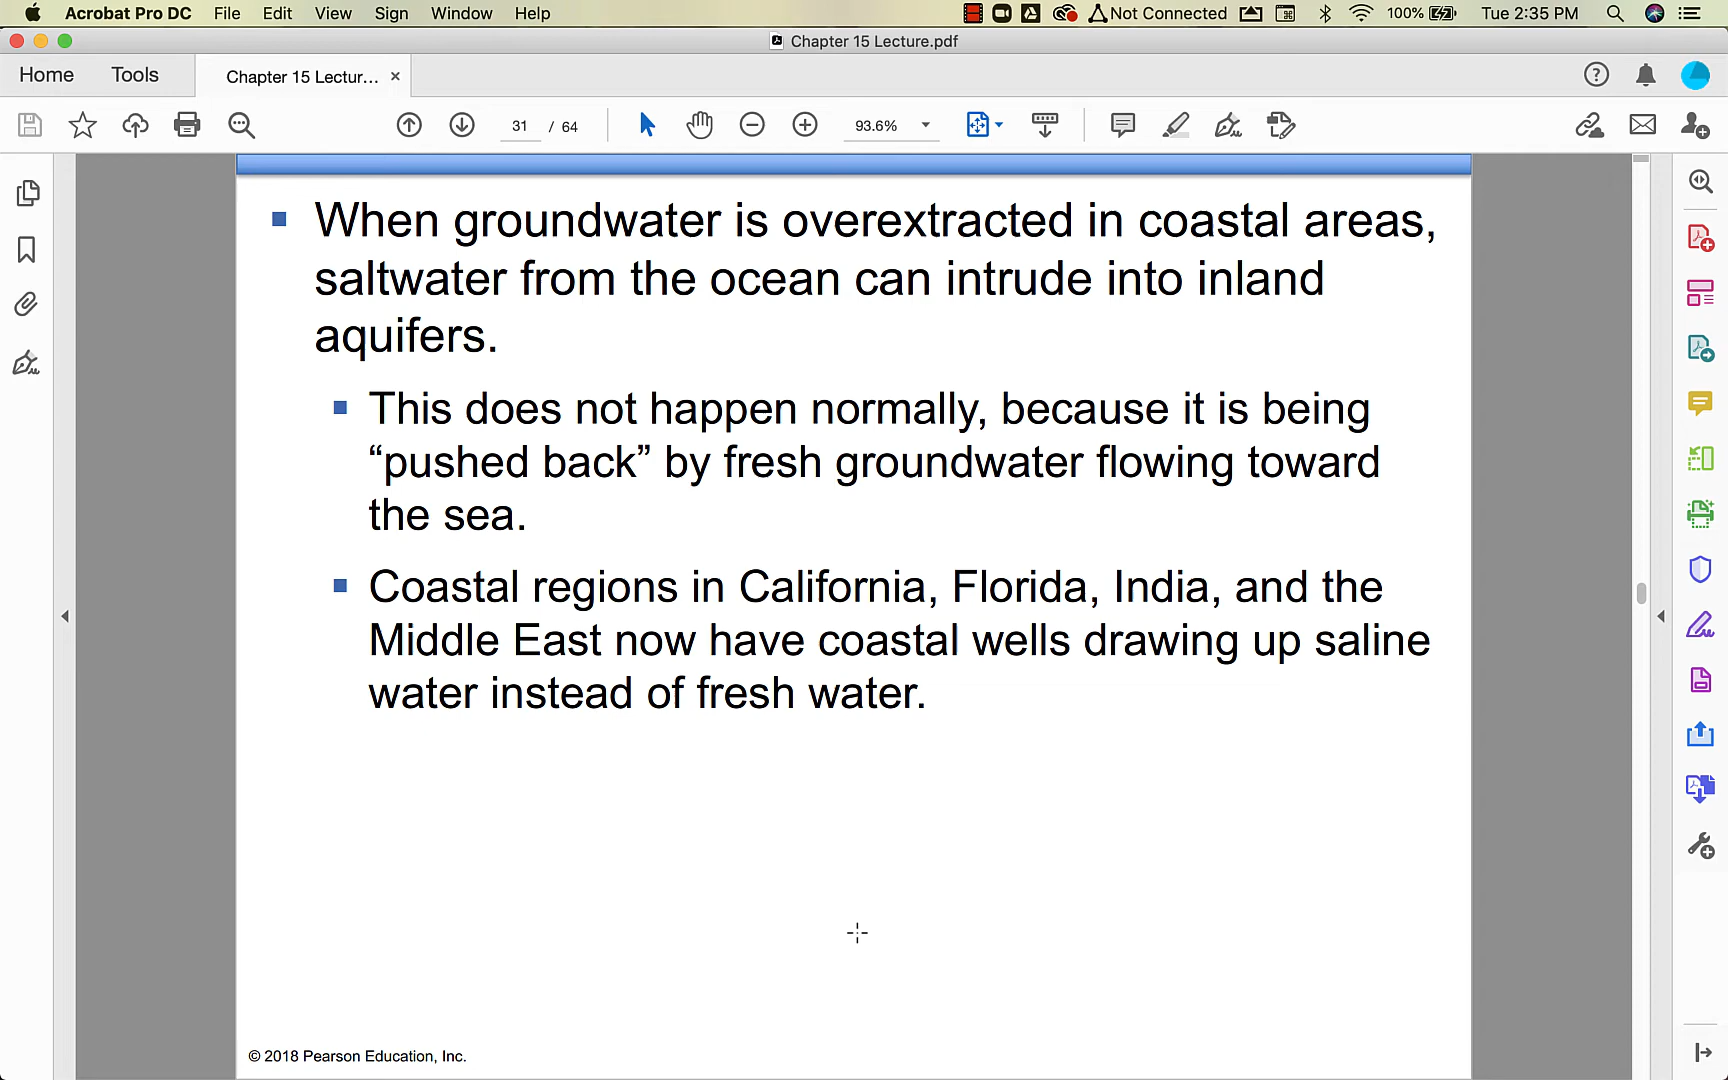 Acrobat Pro DC File Edit View Sign Window Help Not Connected 100% Tue 2:35 PM
Chapter 15 Lecture.pdf
Home Tools Chapter 15 Lectur... ×
31 / 64 93.6%
When groundwater is overextracted in coastal areas,
saltwater from the ocean can intrude into inland
aquifers.
This does not happen normally, because it is being
“pushed back” by fresh groundwater flowing toward
the sea.
Coastal regions in California, Florida, India, and the
Middle East now have coastal wells drawing up saline
water instead of fresh water.
© 2018 Pearson Education, Inc.